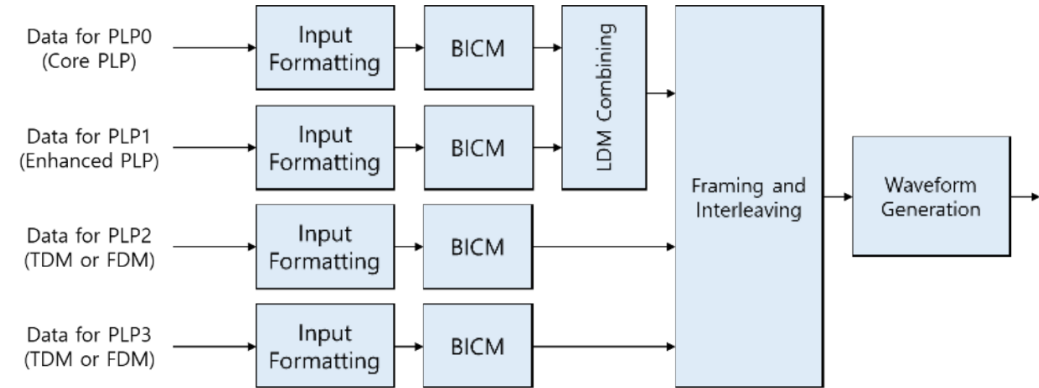 Data for PLP0
(Core PLP)
Input
Formatting
BICM
LDM Combining
Data for PLP1
(Enhanced PLP)
Input
Formatting
BICM
Framing and
Interleaving
Waveform
Generation
Data for PLP2
(TDM or FDM)
Input
Formatting
BICM
Data for PLP3
(TDM or FDM)
Input
Formatting
BICM